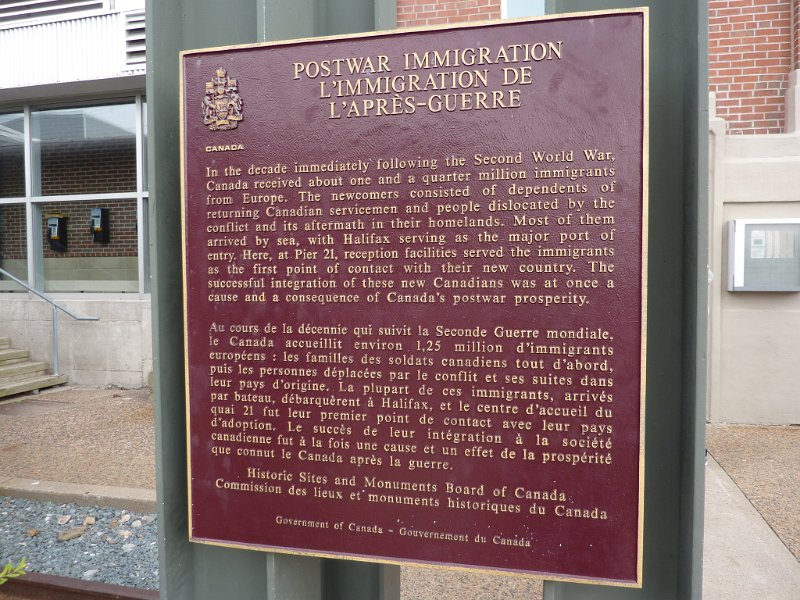 POSTWAR IMMIGRATION
L'IMMIGRATION DE
L'APRÈS-GUERRE
CANADA
In the decade immediately following the Second World War,
Canada received about one and a quarter million immigrants
from Europe. The newcomers consisted of dependents of
returning Canadian servicemen and people dislocated by the
conflict and its aftermath in their homelands. Most of them
arrived by sea, with Halifax serving as the major port of
entry. Here, at Pier 21, reception facilities served the immigrants
as the first point of contact with their new country. The
successful integration of these new Canadians was at once a
cause and a consequence of Canada's postwar prosperity.
Au cours de la décennie qui suivit la Seconde Guerre mondiale,
le Canada accueillit environ 1,25 million d'immigrants
européens : les familles des soldats canadiens tout d'abord,
puis les personnes déplacées par le conflit et ses suites dans
leur pays d'origine. La plupart de ces immigrants, arrivés
par bateau, débarquèrent à Halifax, et le centre d'accueil du
quai 21 fut leur premier point de contact avec leur pays
d'adoption. Le succès de leur intégration à la société
canadienne fut à la fois une cause et un effet de la prospérité
que connut le Canada après la guerre.
Historic Sites and Monuments Board of Canada
Commission des lieux et monuments historiques du Canada
Government of Canada - Gouvernement du Canada